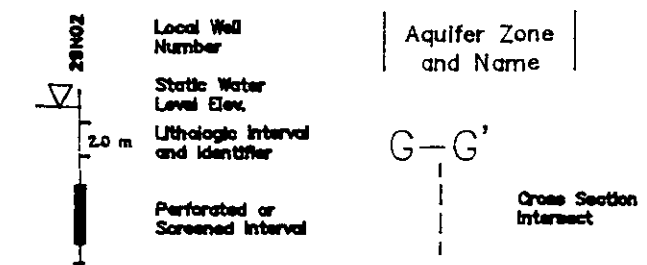 29N02
Local Well
Number
Static Water
Level Elev.
2.0 m
Lithologic Interval
and Identifier
Perforated or
Screened Interval
Aquifer Zone
and Name
G-G'
Cross Section
Intersect